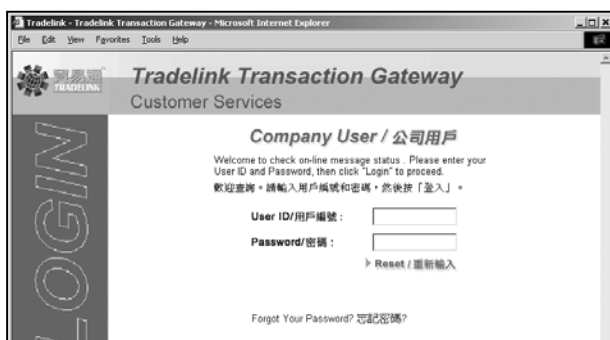 Tradelink - Tradelink Transaction Gateway - Microsoft Internet Explorer
File Edit View Favorites Tools Help
貿易通
TRADELINK
Tradelink Transaction Gateway
Customer Services
LOGIN
Company User / 公司用戶
Welcome to check on-line message status . Please enter your
User ID and Password, then click "Login" to proceed.
歡迎查詢。請輸入用戶編號和密碼，然後按「登入」。
User ID/用戶編號 :
Password/密碼 :
Reset / 重新輸入
Forgot Your Password? 忘記密碼?